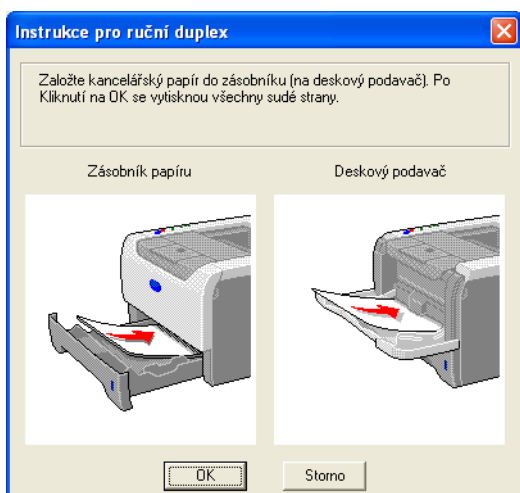 Instrukce pro ruční duplex
Založte kancelářský papír do zásobníku (na deskový podavač). Po
Kliknutí na OK se vytisknou všechny sudé strany.
Zásobník papíru
Deskový podavač
OK
Storno